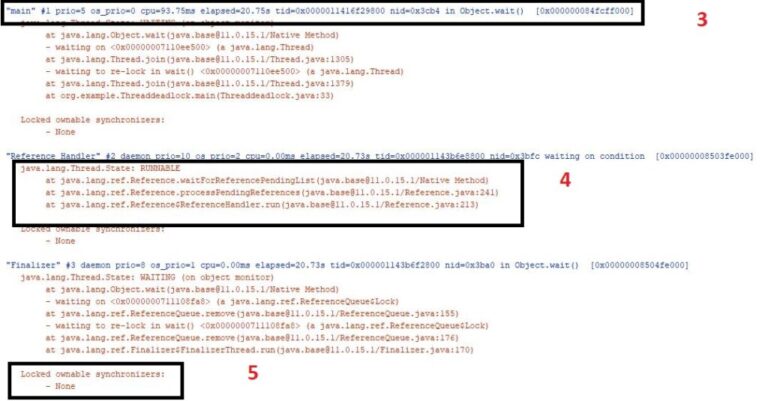 "main" #1 prio=5 os_prio=0 cpu=93.75ms elapsed=20.75s tid=0x0000011416f29800 nid=0x3cb4 in Object.wait() [0x000000084fcff000]
3
java.lang.Thread.State: WAITING (on object monitor)
at java.lang.Object.wait(java.base@11.0.15.1/Native Method)
- waiting on <0x00000007110ee500> (a java.lang.Thread)
at java.lang.Thread.join(java.base@11.0.15.1/Thread.java:1305)
- waiting to re-lock in wait() <0x00000007110ee500> (a java.lang.Thread)
at java.lang.Thread.join(java.base@11.0.15.1/Thread.java:1379)
at org.example.Threaddeadlock.main(Threaddeadlock.java:33)
Locked ownable synchronizers:
- None
"Reference Handler" #2 daemon prio=10 os_prio=2 cpu=0.00ms elapsed=20.73s tid=0x000001143b6e8800 nid=0x3bfc waiting on condition [0x00000008503fe000]
java.lang.Thread.State: RUNNABLE
4
at java.lang.ref.Reference.waitForReferencePendingList(java.base@11.0.15.1/Native Method)
at java.lang.ref.Reference.processPendingReferences(java.base@11.0.15.1/Reference.java:241)
at java.lang.ref.Reference$ReferenceHandler.run(java.base@11.0.15.1/Reference.java:213)
Locked ownable synchronizers:
- None
"Finalizer" #3 daemon prio=8 os_prio=1 cpu=0.00ms elapsed=20.73s tid=0x000001143b6f2800 nid=0x3ba0 in Object.wait() [0x00000008504fe000]
java.lang.Thread.State: WAITING (on object monitor)
at java.lang.Object.wait(java.base@11.0.15.1/Native Method)
- waiting on <0x0000000711108fa8> (a java.lang.ref.ReferenceQueue$Lock)
at java.lang.ref.ReferenceQueue.remove(java.base@11.0.15.1/ReferenceQueue.java:155)
- waiting to re-lock in wait() <0x0000000711108fa8> (a java.lang.ref.ReferenceQueue$Lock)
at java.lang.ref.ReferenceQueue.remove(java.base@11.0.15.1/ReferenceQueue.java:176)
at java.lang.ref.Finalizer$FinalizerThread.run(java.base@11.0.15.1/Finalizer.java:170)
5
Locked ownable synchronizers:
- None